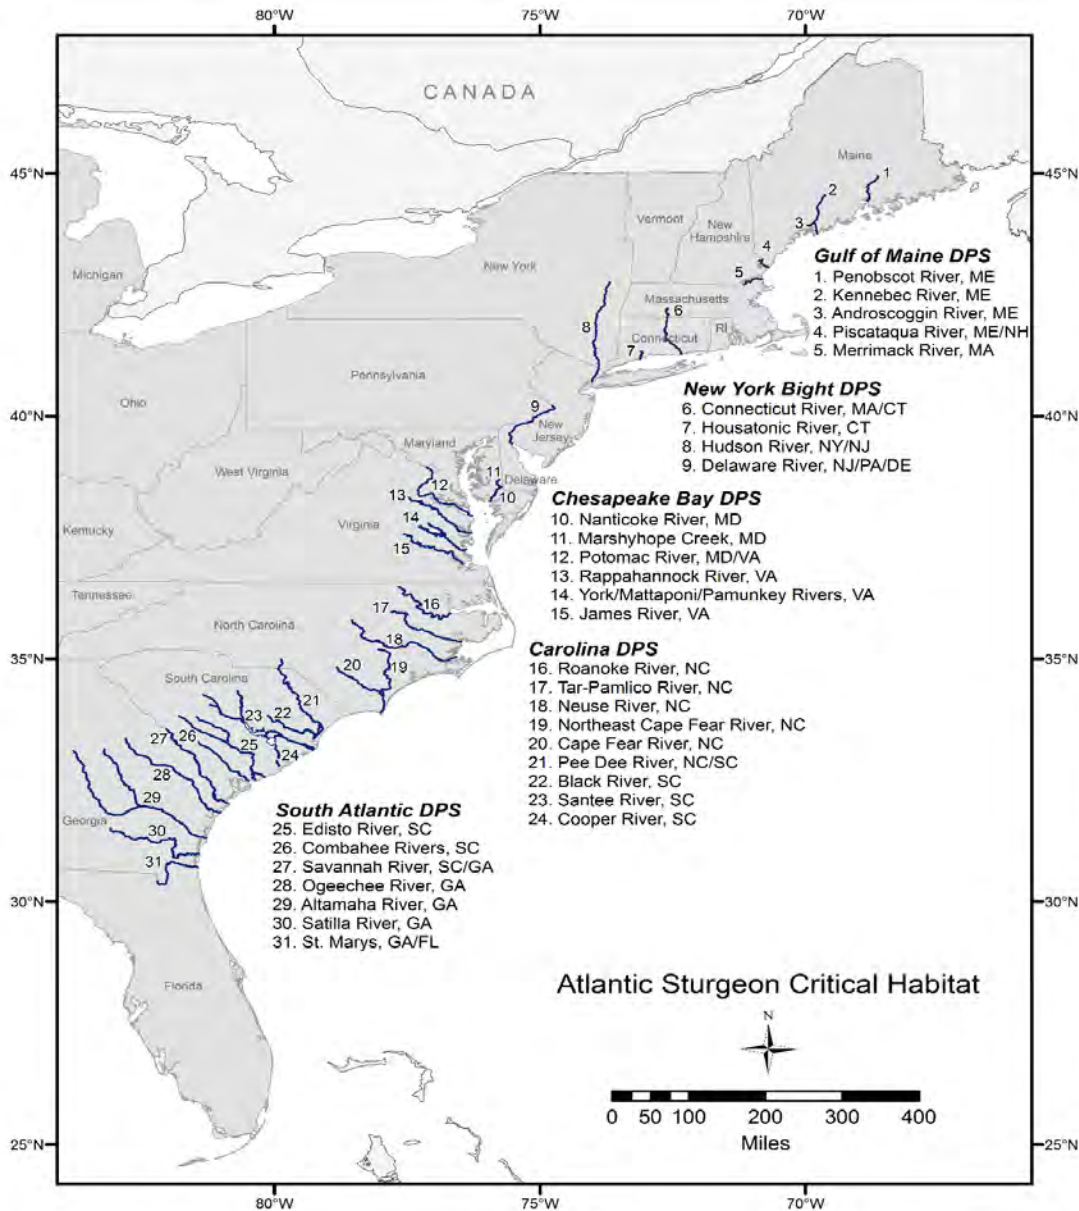 80°W 75°W 70°W
CANADA
45°N 45°N
Maine
1
2
3
Vermont
New Hampshire
4
5
Michigan
New York
Massachusetts
6
8
RI
Connecticut
7
Gulf of Maine DPS
1. Penobscot River, ME
2. Kennebec River, ME
3. Androscoggin River, ME
4. Piscataqua River, ME/NH
5. Merrimack River, MA
Pennsylvania
Ohio
40°N 40°N
9
New Jersey
New York Bight DPS
6. Connecticut River, MA/CT
7. Housatonic River, CT
8. Hudson River, NY/NJ
9. Delaware River, NJ/PA/DE
Maryland
West Virginia
11
Delaware
12
10
13
Kentucky
Virginia
14
15
Chesapeake Bay DPS
10. Nanticoke River, MD
11. Marshyhope Creek, MD
12. Potomac River, MD/VA
13. Rappahannock River, VA
14. York/Mattaponi/Pamunkey Rivers, VA
15. James River, VA
Tennessee
North Carolina
16
17
18
19
20
35°N 35°N
South Carolina
21
22
23
24
25
26
27
28
29
Georgia
30
31
Carolina DPS
16. Roanoke River, NC
17. Tar-Pamlico River, NC
18. Neuse River, NC
19. Northeast Cape Fear River, NC
20. Cape Fear River, NC
21. Pee Dee River, NC/SC
22. Black River, SC
23. Santee River, SC
24. Cooper River, SC
South Atlantic DPS
25. Edisto River, SC
26. Combahee Rivers, SC
27. Savannah River, SC/GA
28. Ogeechee River, GA
29. Altamaha River, GA
30. Satilla River, GA
31. St. Marys, GA/FL
30°N 30°N
Florida
Atlantic Sturgeon Critical Habitat
N
0 50 100 200 300 400
Miles
25°N 25°N
80°W 75°W 70°W